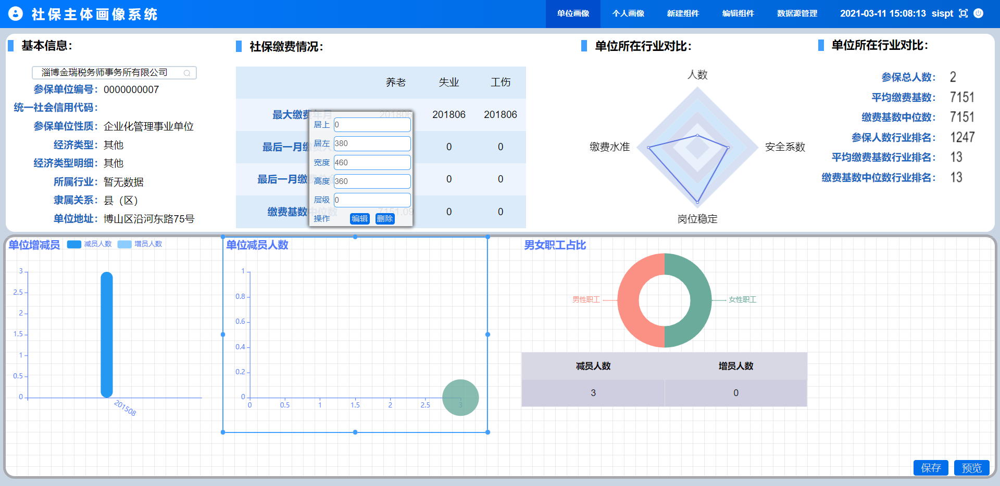 社保主体画像系统
单位画像 个人画像 新建组件 编辑组件 数据源管理 2021-03-11 15:08:13 sispt
基本信息：
淄博金瑞税务师事务所有限公司
参保单位编号： 0000000007
统一社会信用代码：
参保单位性质： 企业化管理事业单位
经济类型： 其他
经济类型明细： 其他
所属行业： 暂无数据
隶属关系： 县（区）
单位地址： 博山区沿河东路75号
社保缴费情况：
养老 失业 工伤
最大缴费年月 201806 201806 201806
最后一月缴 0 0
最后一月缴 0 0
缴费基数中位数 7151.09 0 0
居上 0
居左 380
宽度 460
高度 360
层级 0
操作 编辑 删除
单位所在行业对比：
人数
缴费水准
安全系数
岗位稳定
单位所在行业对比：
参保总人数： 2
平均缴费基数： 7151
缴费基数中位数： 7151
参保人数行业排名： 1247
平均缴费基数行业排名： 13
缴费基数中位数行业排名： 13
单位增减员 减员人数 增员人数
3
2.5
2
1.5
1
0.5
0
201508
单位减员人数
1
0.8
0.6
0.4
0.2
0
0 0.5 1 1.5 2 2.5 3
男女职工占比
男性职工 女性职工
减员人数 增员人数
3 0
保存 预览